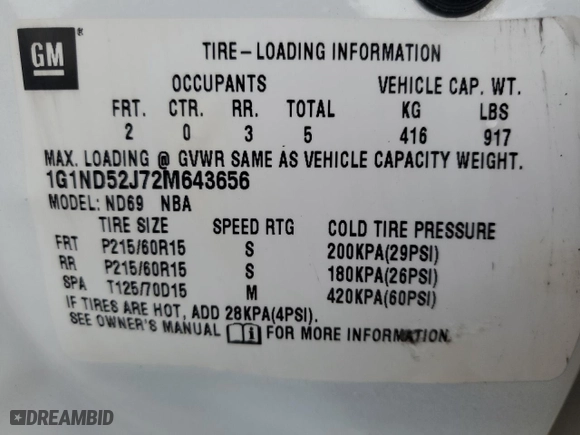 GM
TIRE-LOADING INFORMATION
OCCUPANTS VEHICLE CAP. WT.
FRT. CTR. RR. TOTAL KG LBS
2 0 3 5 416 917
MAX. LOADING @ GVWR SAME AS VEHICLE CAPACITY WEIGHT.
1G1ND52J72M643656
MODEL: ND69 NBA
TIRE SIZE SPEED RTG COLD TIRE PRESSURE
FRT P215/60R15 S 200KPA(29PSI)
RR P215/60R15 S 180KPA(26PSI)
SPA T125/70D15 M 420KPA(60PSI)
IF TIRES ARE HOT, ADD 28KPA(4PSI).
SEE OWNER'S MANUAL FOR MORE INFORMATION.
DREAMBID